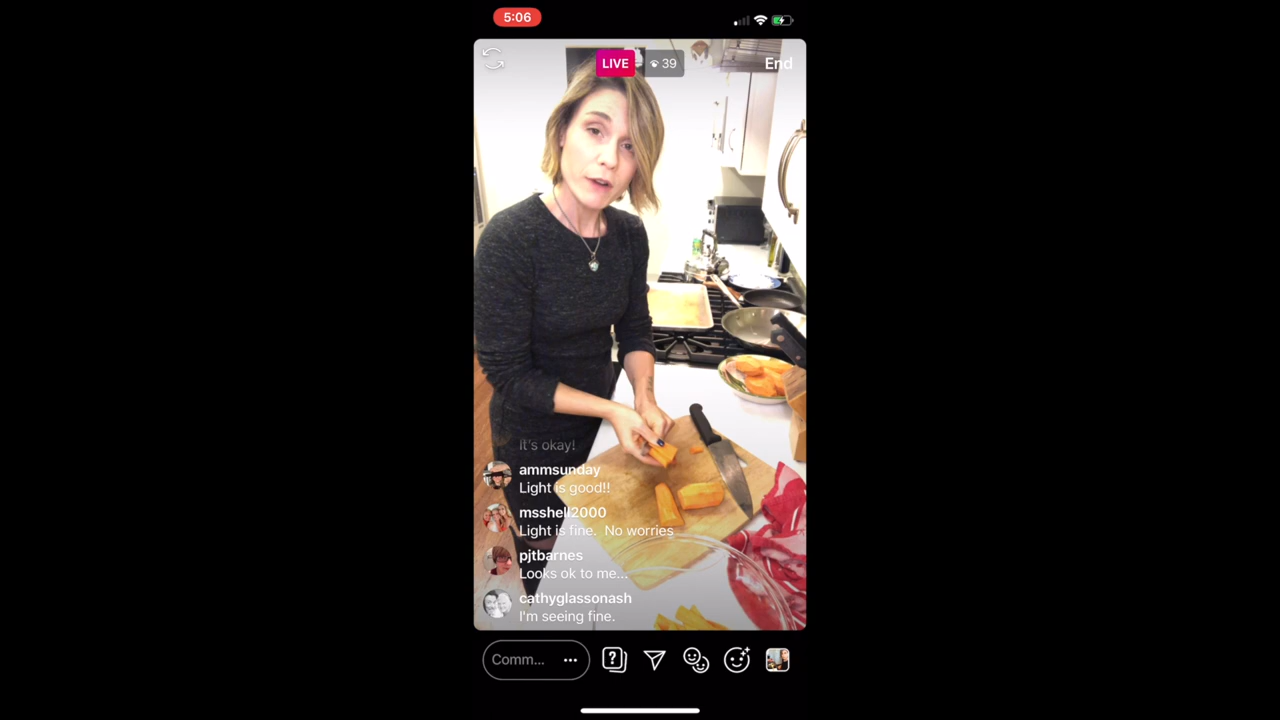 5:06
LIVE
39
End
it's okay!
ammsunday
Light is good!!
msshell2000
Light is fine. No worries
pjtbarnes
Looks ok to me...
cathyglassonash
I'm seeing fine.
Comm...
?